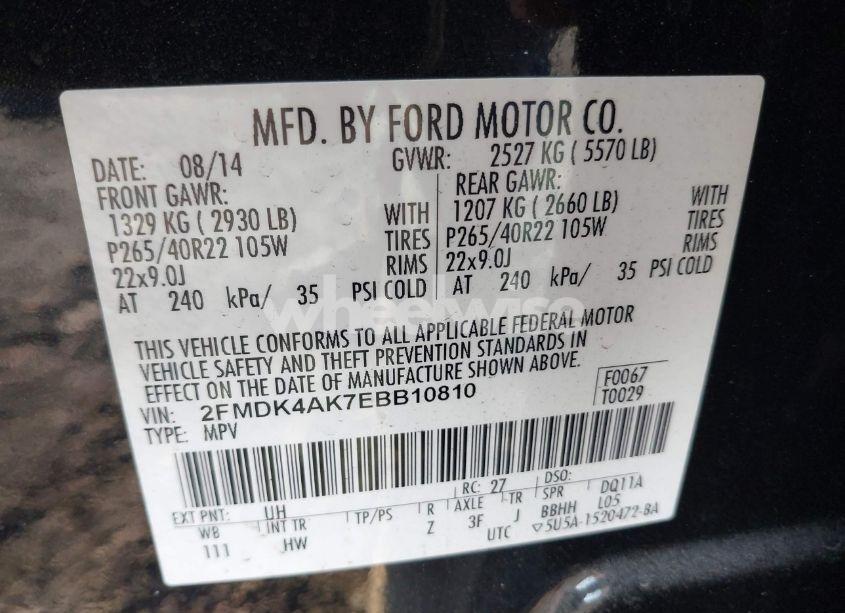 MFD. BY FORD MOTOR CO.
DATE: 08/14 GVWR: 2527 KG ( 5570 LB)
FRONT GAWR: REAR GAWR:
1329 KG ( 2930 LB) WITH 1207 KG ( 2660 LB) WITH
P265/40R22 105W TIRES P265/40R22 105W TIRES
22x9.0J RIMS 22x9.0J RIMS
AT 240 kPa/ 35 PSI COLD AT 240 kPa/ 35 PSI COLD
wheelwise
THIS VEHICLE CONFORMS TO ALL APPLICABLE FEDERAL MOTOR
VEHICLE SAFETY AND THEFT PREVENTION STANDARDS IN
EFFECT ON THE DATE OF MANUFACTURE SHOWN ABOVE.
VIN: 2FMDK4AK7EBB10810 F0067
TYPE: MPV T0029
EXT PNT: UH RC: 27 DSO:
WB INT TR TP/PS R AXLE TR SPR DQ11A
111 HW Z 3F J BBHH L05
UTC ▽5U5A-1520472-BA